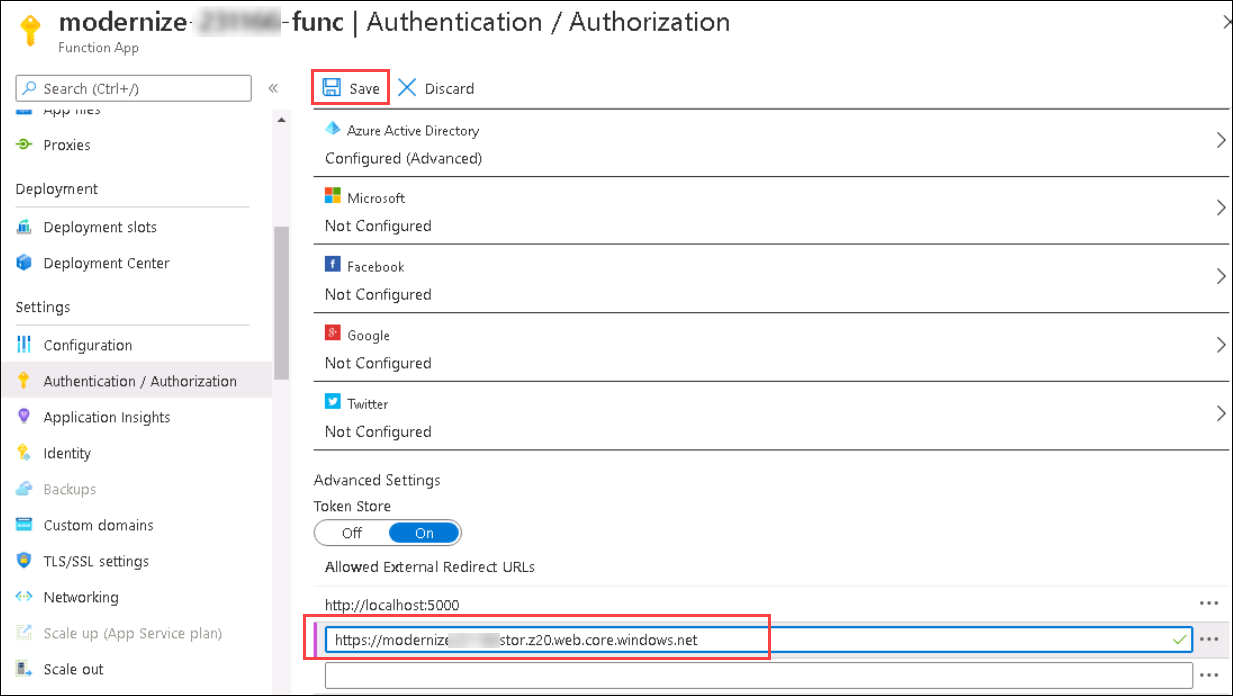 modernize- -func | Authentication / Authorization
Function App
Search (Ctrl+/)
«
Save
Discard
App files
Proxies
Deployment
Deployment slots
Deployment Center
Settings
Configuration
Authentication / Authorization
Application Insights
Identity
Backups
Custom domains
TLS/SSL settings
Networking
Scale up (App Service plan)
Scale out
Azure Active Directory
Configured (Advanced)
Microsoft
Not Configured
Facebook
Not Configured
Google
Not Configured
Twitter
Not Configured
Advanced Settings
Token Store
Off On
Allowed External Redirect URLs
http://localhost:5000
https://modernize stor.z20.web.core.windows.net